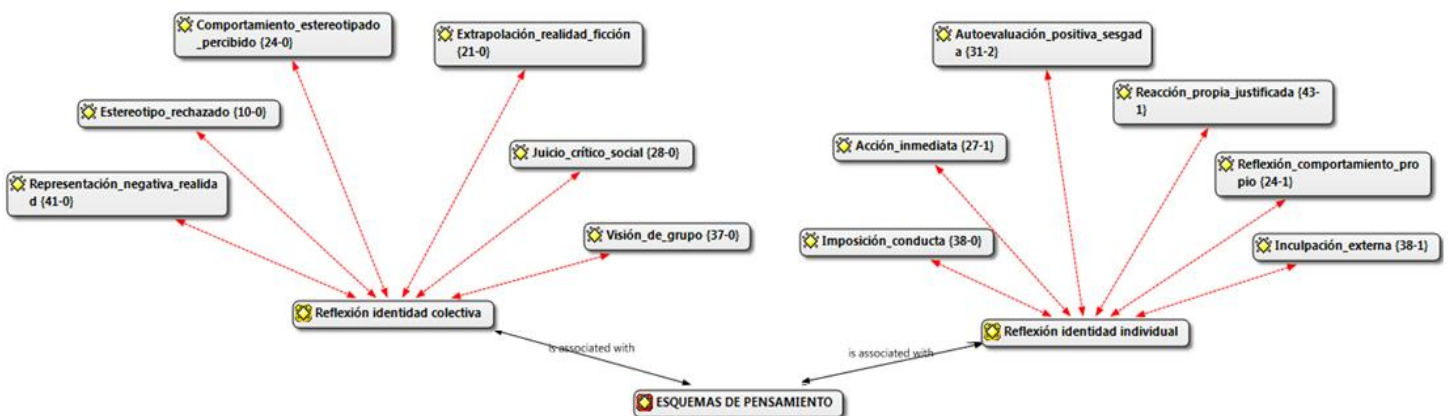 Comportamiento_estereotipado
_percibido {24-0}
Extrapolación_realidad_ficción
{21-0}
Autoevaluación_positiva_sesgad
a {31-2}
Estereotipo_rechazado {10-0}
Reacción_propia_justificada {43-
1}
Juicio_crítico_social {28-0}
Acción_inmediata {27-1}
Representación_negativa_realida
d {41-0}
Reflexión_comportamiento_pro
pio {24-1}
Visión_de_grupo {37-0}
Imposición_conducta {38-0}
Inculpación_externa {38-1}
Reflexión identidad colectiva
Reflexión identidad individual
is associated with
is associated with
ESQUEMAS DE PENSAMIENTO